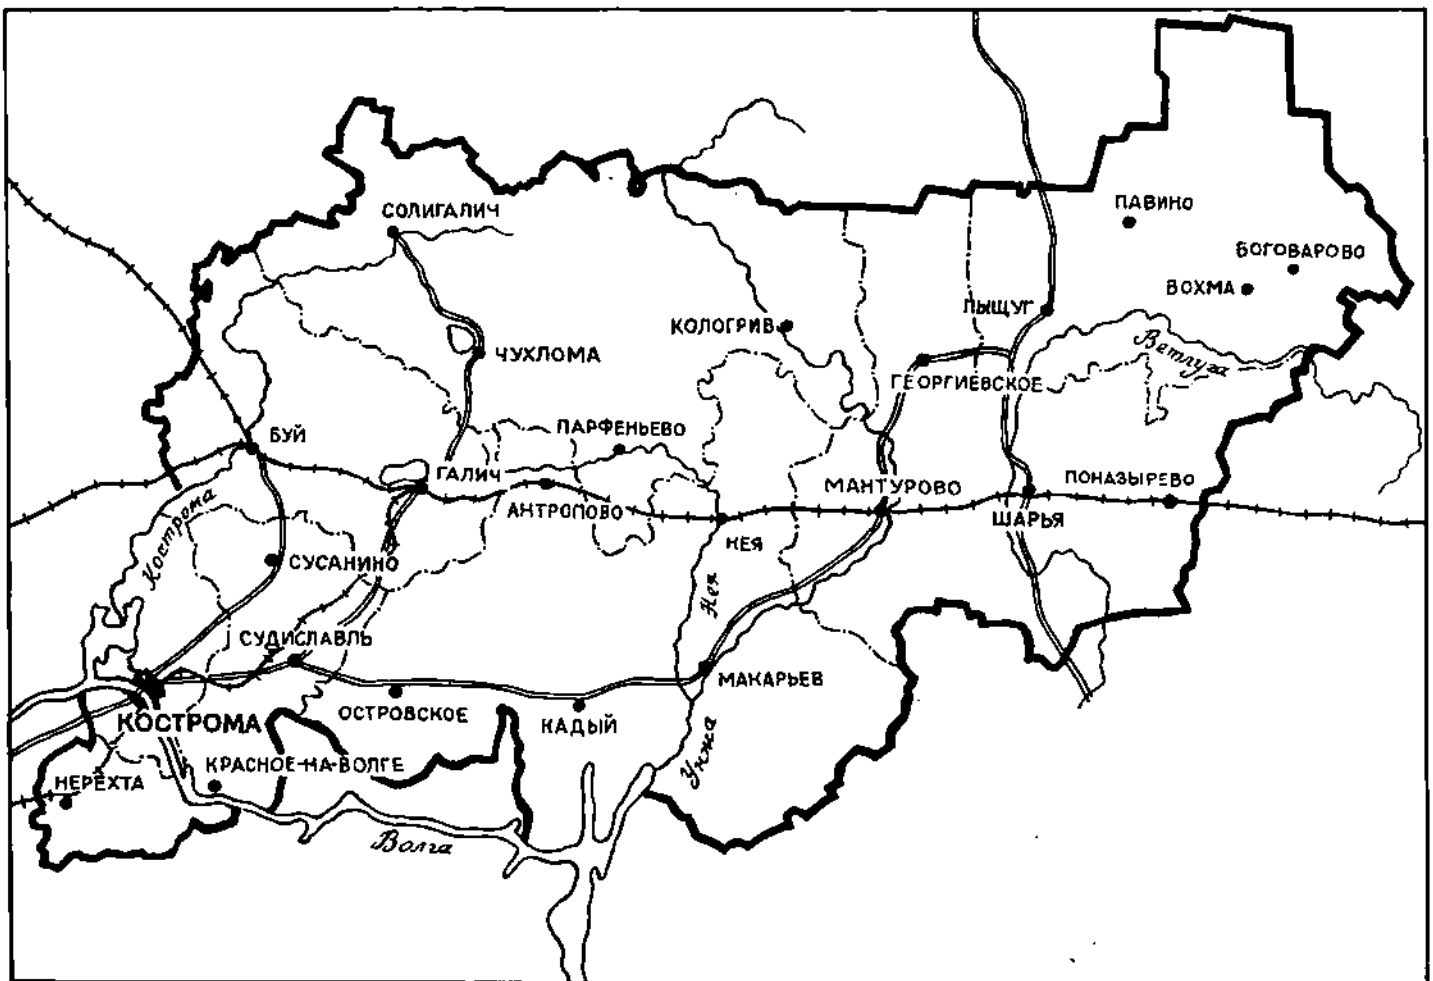 ПАВИНО
СОЛИГАЛИЧ
БОГОВАРОВО
ВОХМА
ЛЫЩУГ
КОЛОГРИВ
Ветлуга
ЧУХЛОМА
ГЕОРГИЕВСКОЕ
ПАРФЕНЬЕВО
БУЙ
ГАЛИЧ
ПОНАЗЫРЕВО
МАНТУРОВО
АНТРОПОВО
ШАРЬЯ
Кострома
НЕЯ
СУСАНИНО
Нея
СУДИСЛАВЛЬ
МАКАРЬЕВ
ОСТРОВСКОЕ
КОСТРОМА
КАДЫЙ
Унжа
КРАСНОЕ-НА-ВОЛГЕ
НЕРЕХТА
Волга